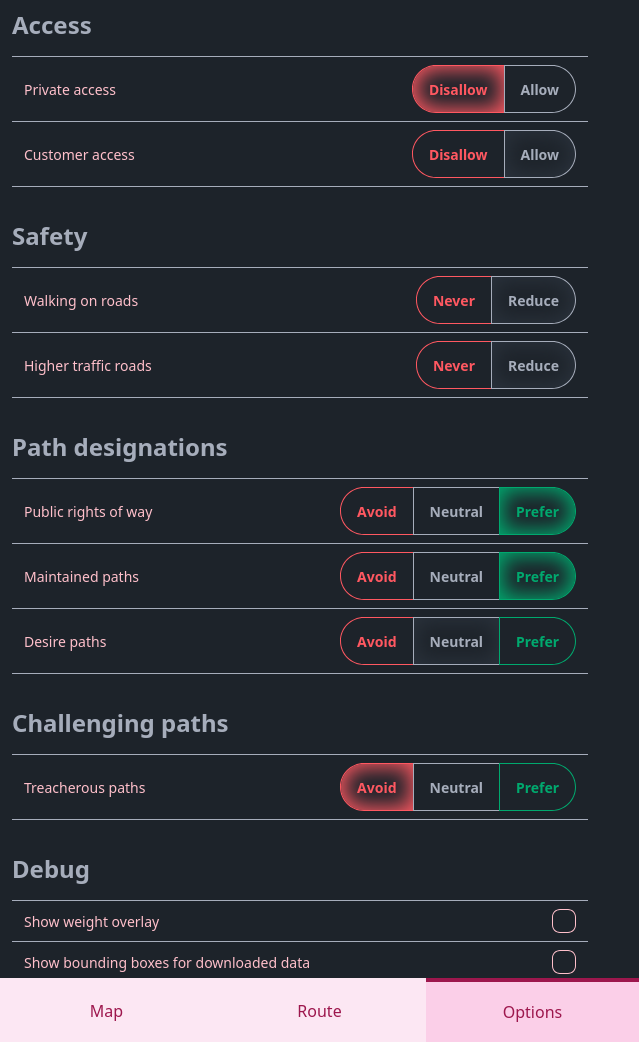 Access
Private access Disallow Allow
Customer access Disallow Allow
Safety
Walking on roads Never Reduce
Higher traffic roads Never Reduce
Path designations
Public rights of way Avoid Neutral Prefer
Maintained paths Avoid Neutral Prefer
Desire paths Avoid Neutral Prefer
Challenging paths
Treacherous paths Avoid Neutral Prefer
Debug
Show weight overlay
Show bounding boxes for downloaded data
Map Route Options